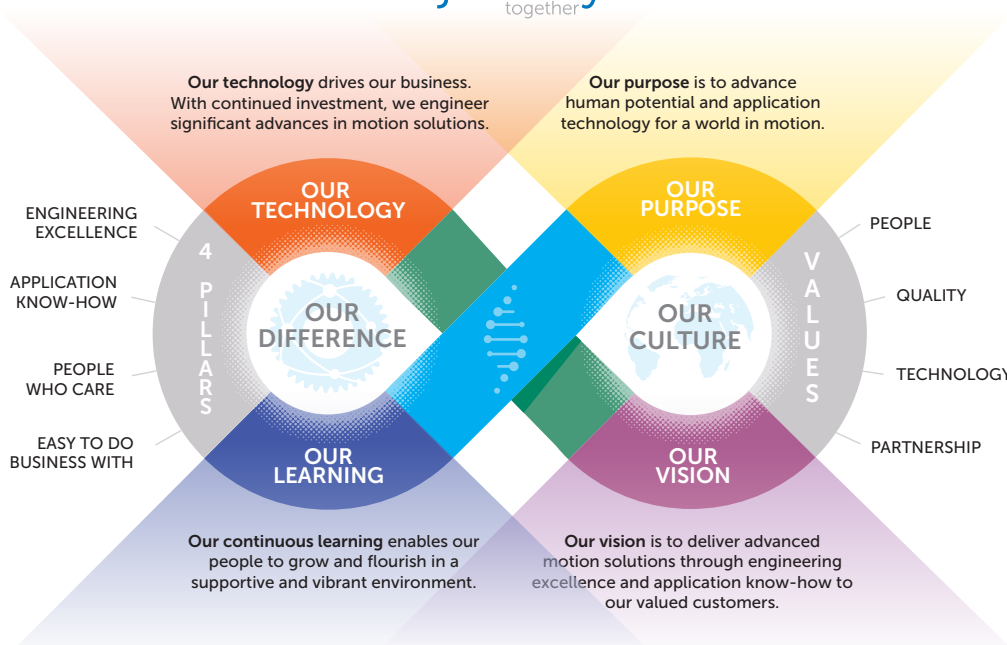 together
Our technology drives our business.
With continued investment, we engineer
significant advances in motion solutions.
Our purpose is to advance
human potential and application
technology for a world in motion.
OUR
TECHNOLOGY
OUR
PURPOSE
ENGINEERING
EXCELLENCE
APPLICATION
KNOW-HOW
PEOPLE
WHO CARE
EASY TO DO
BUSINESS WITH
4 PILLARS
OUR
DIFFERENCE
OUR
CULTURE
VALUES
PEOPLE
QUALITY
TECHNOLOGY
PARTNERSHIP
OUR
LEARNING
OUR
VISION
Our continuous learning enables our
people to grow and flourish in a
supportive and vibrant environment.
Our vision is to deliver advanced
motion solutions through engineering
excellence and application know-how to
our valued customers.